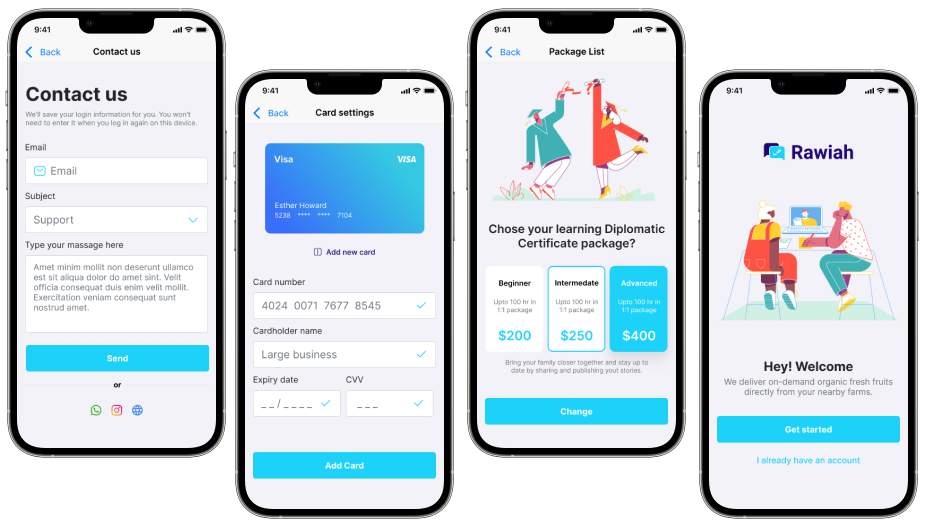 9:41
Back
Contact us
Contact us
We'll save your login information for you. You won't
need to enter it when you log in again on this device.
Email
Email
Subject
Support
Type your massage here
Amet minim mollit non deserunt ullamco
est sit aliqua dolor do amet sint. Velit
officia consequat duis enim velit mollit.
Exercitation veniam consequat sunt
nostrud amet.
Send
or
9:41
Back
Card settings
Visa
VISA
Esther Howard
5238 **** **** 7104
Add new card
Card number
4024 0071 7677 8545
Cardholder name
Large business
Expiry date
CVV
_ _ / _ _ _ _
_ _ _
Add Card
9:41
Back
Package List
Chose your learning Diplomatic
Certificate package?
Beginner
Upto 100 hr in
1:1 package
$200
Intermedate
Upto 100 hr in
1:1 package
$250
Advanced
Upto 100 hr in
1:1 package
$400
Bring your family closer together and stay up to
date by sharing and publishing yout stories.
Change
9:41
Rawiah
Hey! Welcome
We deliver on-demand organic fresh fruits
directly from your nearby farms.
Get started
I already have an account